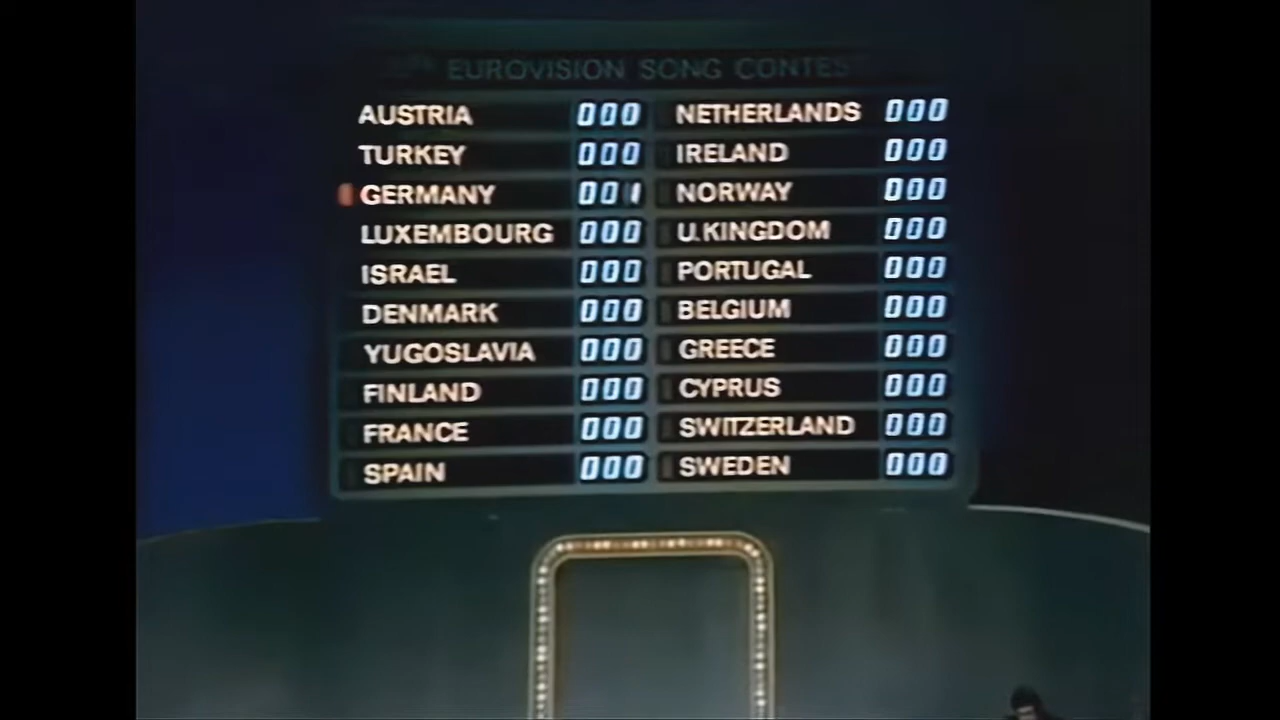 EUROVISION SONG CONTES
AUSTRIA 000 NETHERLANDS 000
TURKEY 000 IRELAND 000
GERMANY 001 NORWAY 000
LUXEMBOURG 000 U.KINGDOM 000
ISRAEL 000 PORTUGAL 000
DENMARK 000 BELGIUM 000
YUGOSLAVIA 000 GREECE 000
FINLAND 000 CYPRUS 000
FRANCE 000 SWITZERLAND 000
SPAIN 000 SWEDEN 000